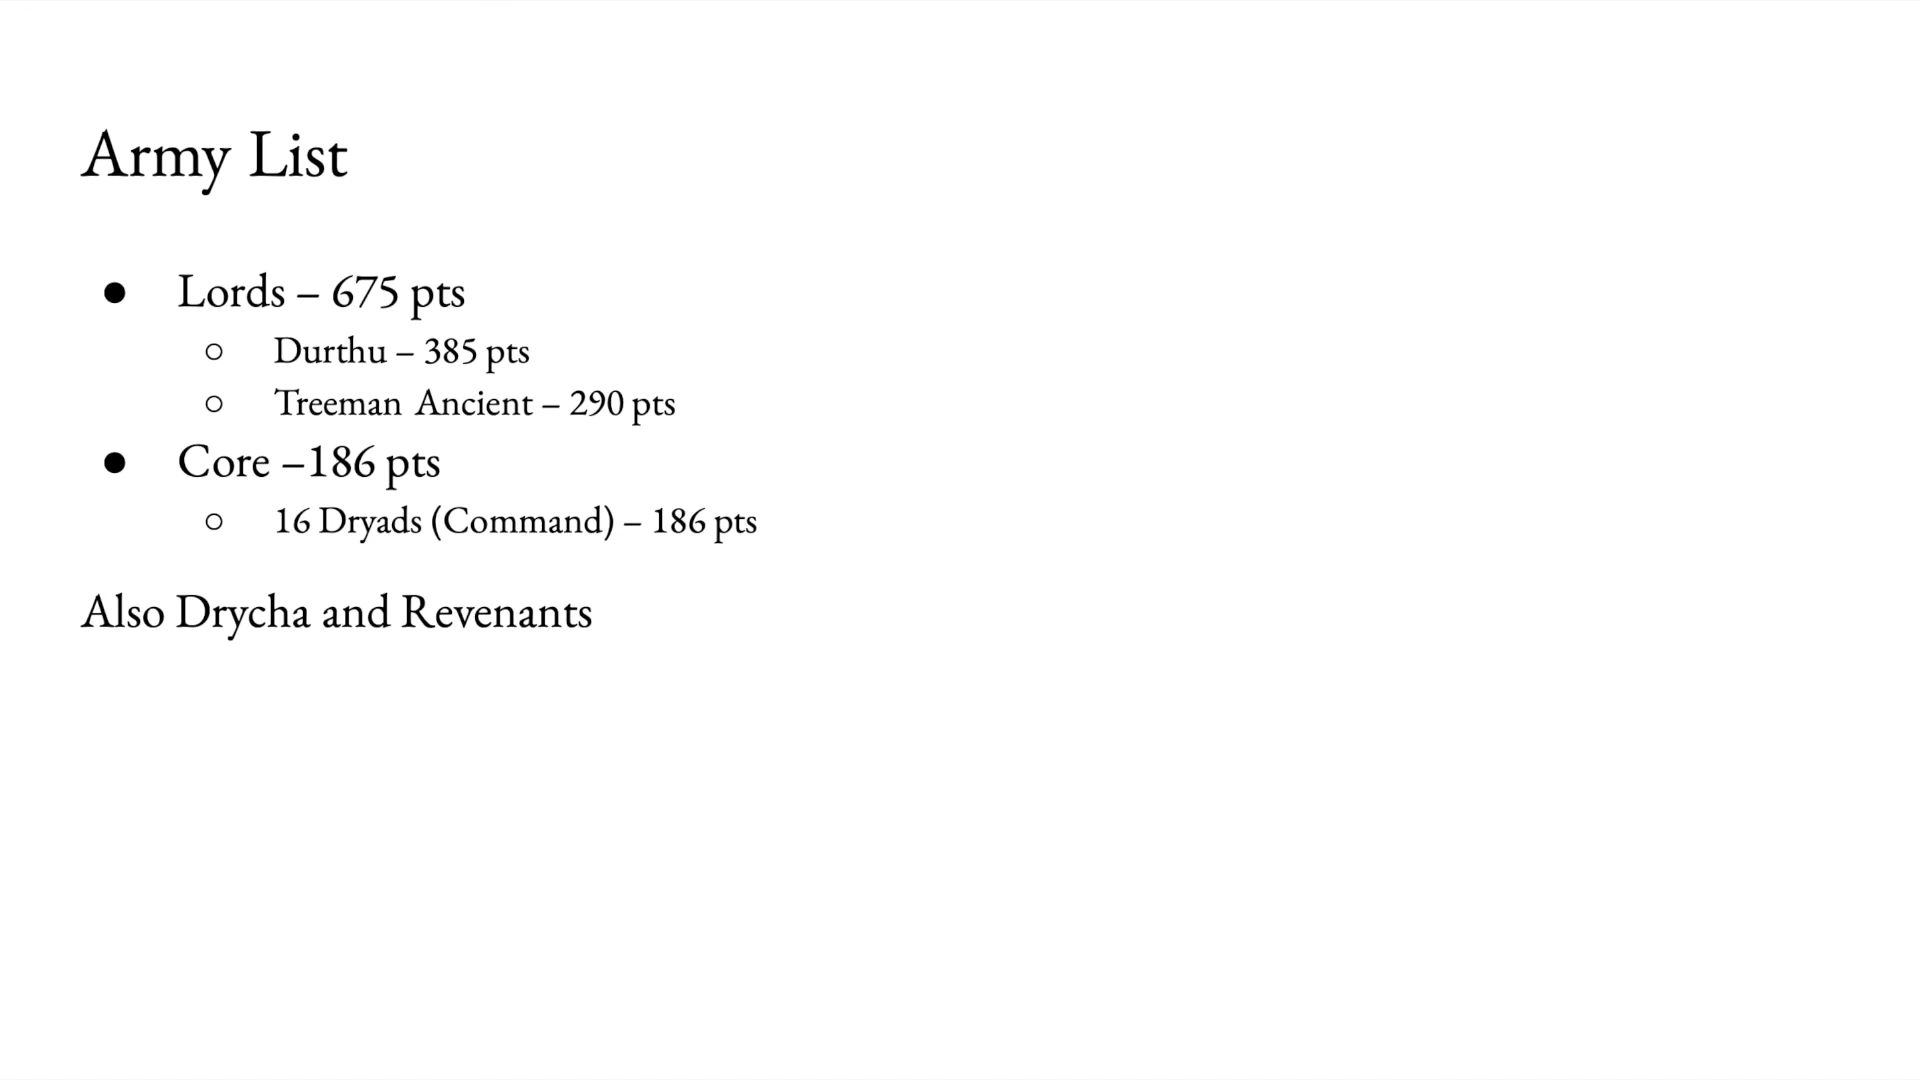 Army List
● Lords – 675 pts
○ Durthu – 385 pts
○ Treeman Ancient – 290 pts
● Core –186 pts
○ 16 Dryads (Command) – 186 pts
Also Drycha and Revenants